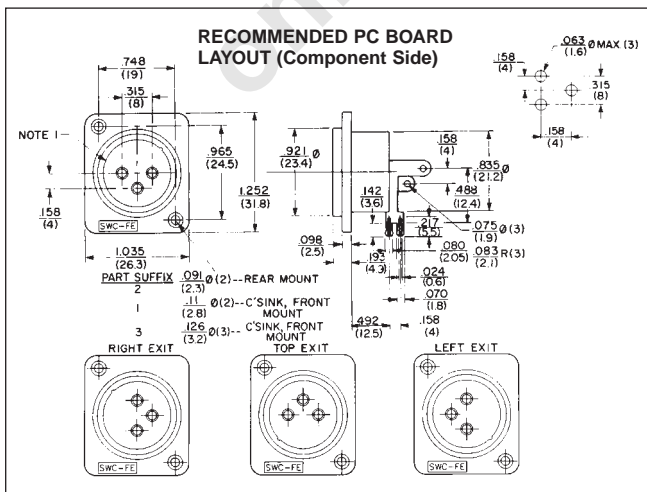 RECOMMENDED PC BOARD
LAYOUT (Component Side)
.748
(19)
.315
(8)
NOTE 1
.965
(24.5)
1.252
(31.8)
.158
(4)
SWC-FE
1.035
(26.3)
.921 Ø
(23.4)
.098
(2.5)
.142
(3.6)
.193
(4.3)
.492
(12.5)
.158
(4)
.835 Ø
(21.2)
.488
(12.4)
.217
(5.5)
.075 Ø(3)
(1.9)
.080
(2.05)
.083 R(3)
(2.1)
.024
(0.6)
.070
(1.8)
.158
(4)
.063 Ø MAX (3)
(1.6)
.158
(4)
.315
(8)
.158
(4)
PART SUFFIX
2 .091 Ø(2)--REAR MOUNT
(2.3)
1 .11 Ø(2)--C'SINK, FRONT
(2.8) MOUNT
3 .126 Ø(3)-- C'SINK, FRONT
(3.2) MOUNT
RIGHT EXIT
TOP EXIT
LEFT EXIT
SWC-FE
SWC-FE
SWC-FE